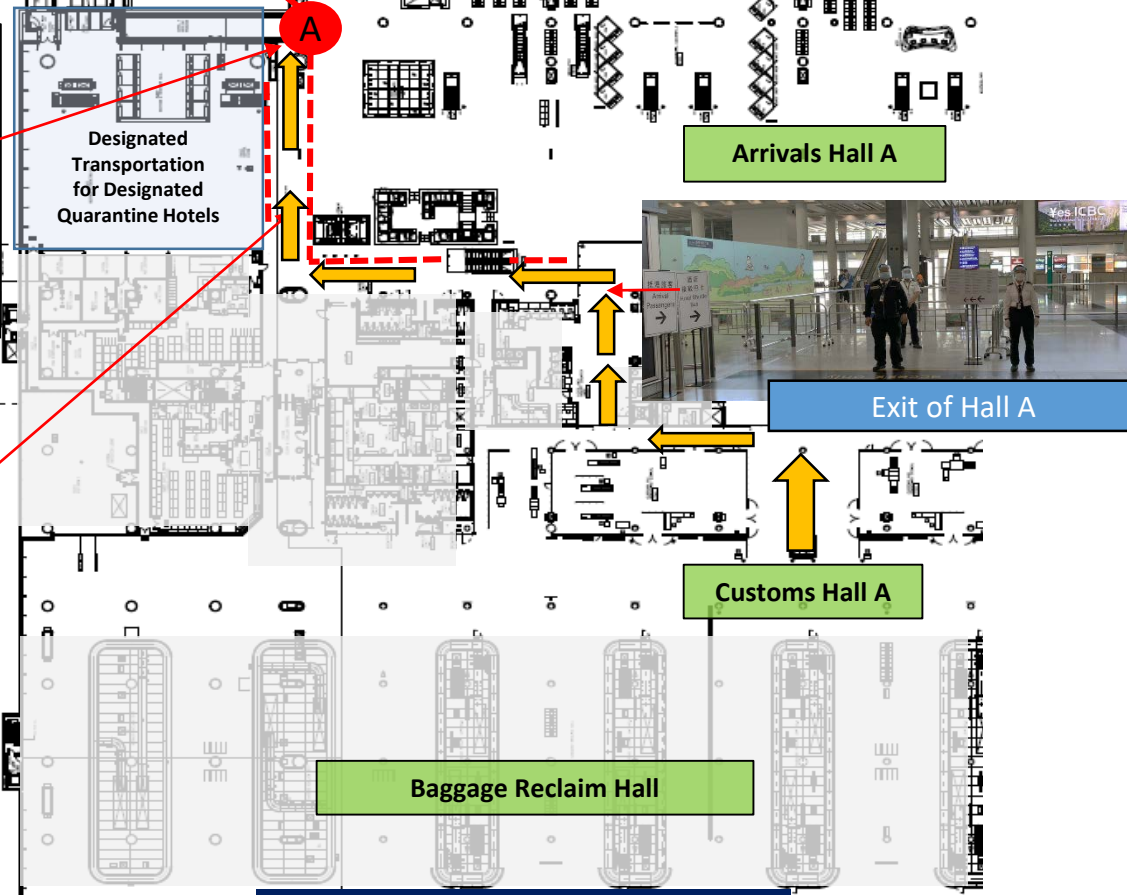 A
Designated
Transportation
for Designated
Quarantine Hotels
Arrivals Hall A
Yes ICBC
Arrival
Passengers
Exit of Hall A
Customs Hall A
Baggage Reclaim Hall